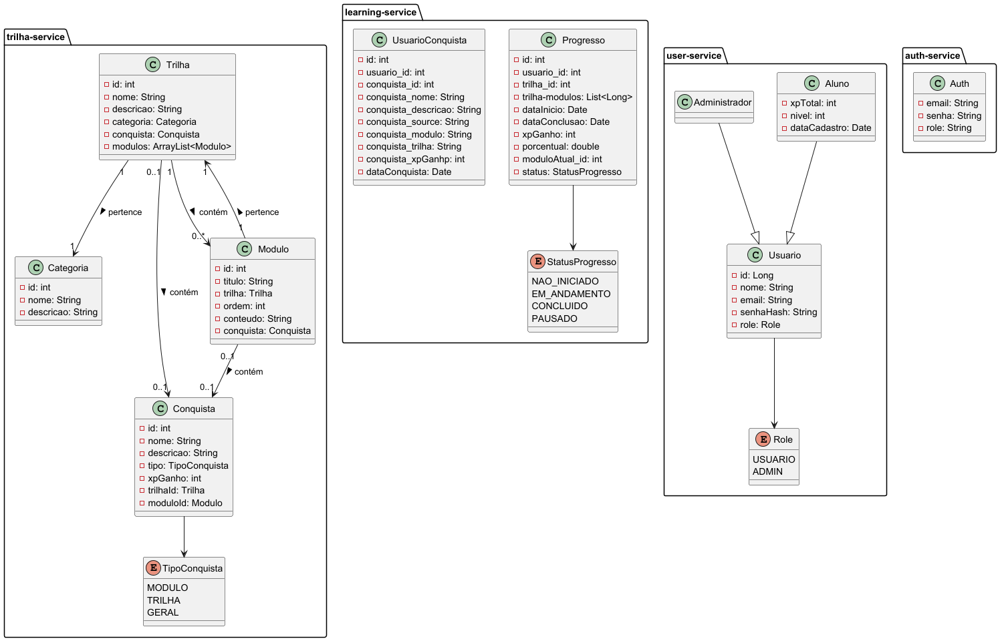 trilha-service
C Trilha
id: int
nome: String
descricao: String
categoria: Categoria
conquista: Conquista
modulos: ArrayList<Modulo>
1
0..1
1
1
pertence
contém
pertence
contém
1
0..*
1
C Categoria
id: int
nome: String
descricao: String
C Modulo
id: int
titulo: String
trilha: Trilha
ordem: int
conteudo: String
conquista: Conquista
0..1
contém
0..1
0..1
C Conquista
id: int
nome: String
descricao: String
tipo: TipoConquista
xpGanho: int
trilhaId: Trilha
moduloId: Modulo
E TipoConquista
MODULO
TRILHA
GERAL
learning-service
C UsuarioConquista
id: int
usuario_id: int
conquista_id: int
conquista_nome: String
conquista_descricao: String
conquista_source: String
conquista_modulo: String
conquista_trilha: String
conquista_xpGanhp: int
dataConquista: Date
C Progresso
id: int
usuario_id: int
trilha_id: int
trilha-modulos: List<Long>
dataInicio: Date
dataConclusao: Date
xpGanho: int
porcentual: double
moduloAtual_id: int
status: StatusProgresso
E StatusProgresso
NAO_INICIADO
EM_ANDAMENTO
CONCLUIDO
PAUSADO
user-service
C Administrador
C Aluno
xpTotal: int
nivel: int
dataCadastro: Date
C Usuario
id: Long
nome: String
email: String
senhaHash: String
role: Role
E Role
USUARIO
ADMIN
auth-service
C Auth
email: String
senha: String
role: String